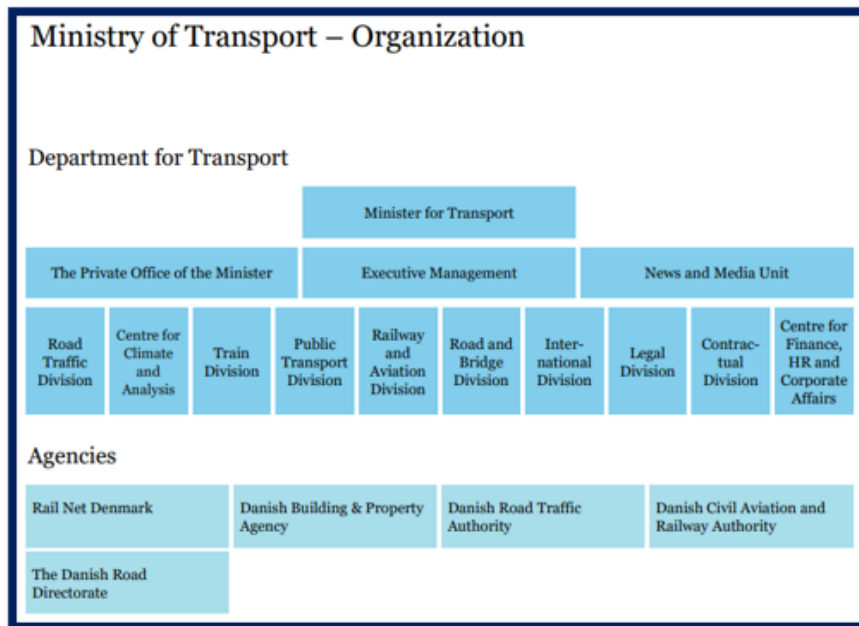 Ministry of Transport – Organization
Department for Transport
Minister for Transport
The Private Office of the Minister
Executive Management
News and Media Unit
Road
Traffic
Division
Centre for
Climate
and
Analysis
Train
Division
Public
Transport
Division
Railway
and
Aviation
Division
Road and
Bridge
Division
Inter-
national
Division
Legal
Division
Contrac-
tual
Division
Centre for
Finance,
HR and
Corporate
Affairs
Agencies
Rail Net Denmark
Danish Building & Property
Agency
Danish Road Traffic
Authority
Danish Civil Aviation and
Railway Authority
The Danish Road
Directorate